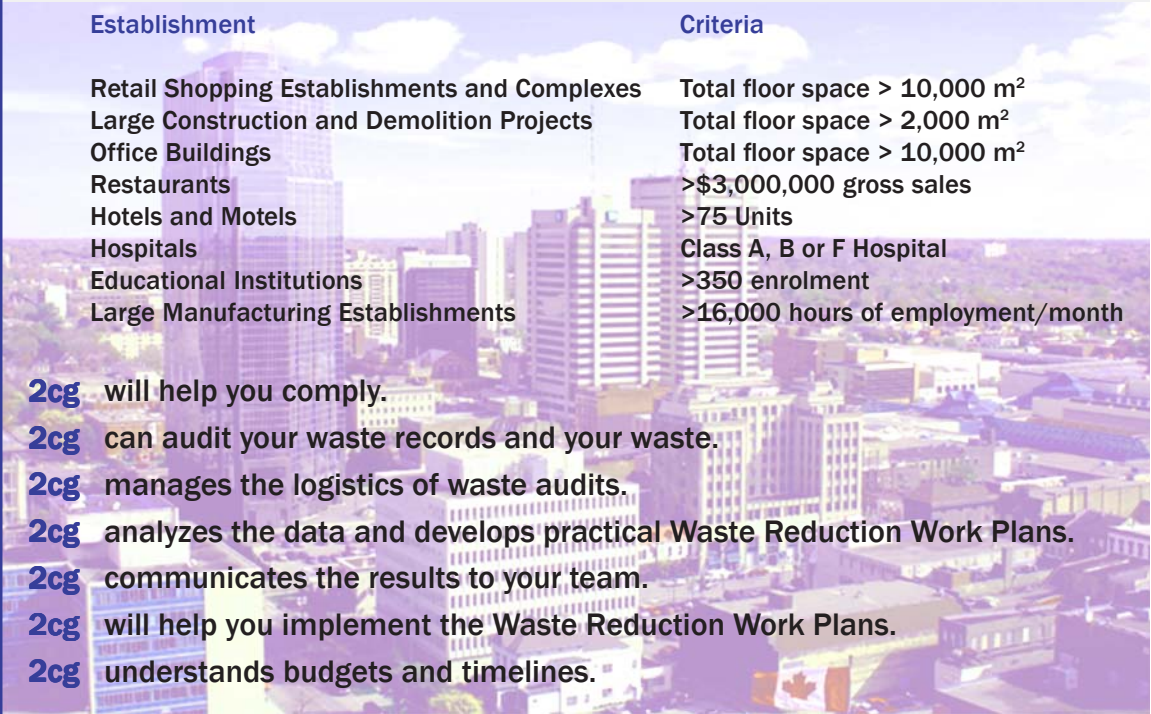 Establishment Criteria
Retail Shopping Establishments and Complexes Total floor space > 10,000 m²
Large Construction and Demolition Projects Total floor space > 2,000 m²
Office Buildings Total floor space > 10,000 m²
Restaurants >$3,000,000 gross sales
Hotels and Motels >75 Units
Hospitals Class A, B or F Hospital
Educational Institutions >350 enrolment
Large Manufacturing Establishments >16,000 hours of employment/month
2cg will help you comply.
2cg can audit your waste records and your waste.
2cg manages the logistics of waste audits.
2cg analyzes the data and develops practical Waste Reduction Work Plans.
2cg communicates the results to your team.
2cg will help you implement the Waste Reduction Work Plans.
2cg understands budgets and timelines.